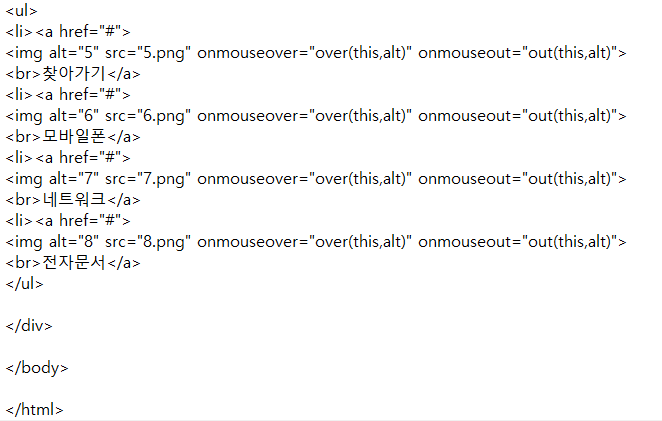 <ul>
<li><a href="#">
<img alt="5" src="5.png" onmouseover="over(this,alt)" onmouseout="out(this,alt)">
<br>찾아가기</a>
<li><a href="#">
<img alt="6" src="6.png" onmouseover="over(this,alt)" onmouseout="out(this,alt)">
<br>모바일폰</a>
<li><a href="#">
<img alt="7" src="7.png" onmouseover="over(this,alt)" onmouseout="out(this,alt)">
<br>네트워크</a>
<li><a href="#">
<img alt="8" src="8.png" onmouseover="over(this,alt)" onmouseout="out(this,alt)">
<br>전자문서</a>
</ul>
</div>
</body>
</html>